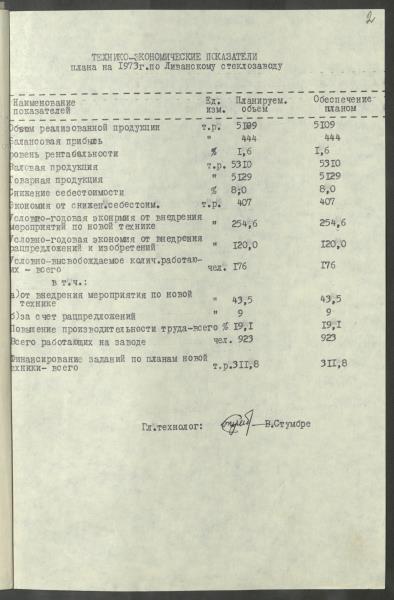 2
ТЕХНИКО-ЭКОНОМИЧЕСКИЕ ПОКАЗАТЕЛИ
плана на 1973г.по Ливанскому стеклозаводу
Наименование показателей Ед. изм. Планируем. объем Обеспечение планом
Объем реализованной продукции т.р. 5109 5109
Балансовая прибыль " 444 444
ровень рентабельности % 1,6 1,6
Валовая продукция т.р. 5310 5310
Товарная продукция " 5129 5129
Снижение себестоимости % 8,0 8,0
Экономия от снижен.себестоим. т.р. 407 407
Условно-годовая экономия от внедрения
мероприятий по новой технике " 254,6 254,6
Условно-годовая экономия от внедрения
рацпредложений и изобретений " 120,0 120,0
Условно-высвобождаемое колич.работаю-
их - всего чел. 176 176
в т.ч.:
а)от внедрения мероприятия по новой
технике " 43,5 43,5
б)за счет рацпредложений " 9 9
Повышение производительности труда-всего % 19,1 19,1
Всего работающих на заводе чел. 923 923
Финансирование заданий по планам новой
ехники- всего т.р. 311,8 311,8
Гл.технолог: В.Стумбре